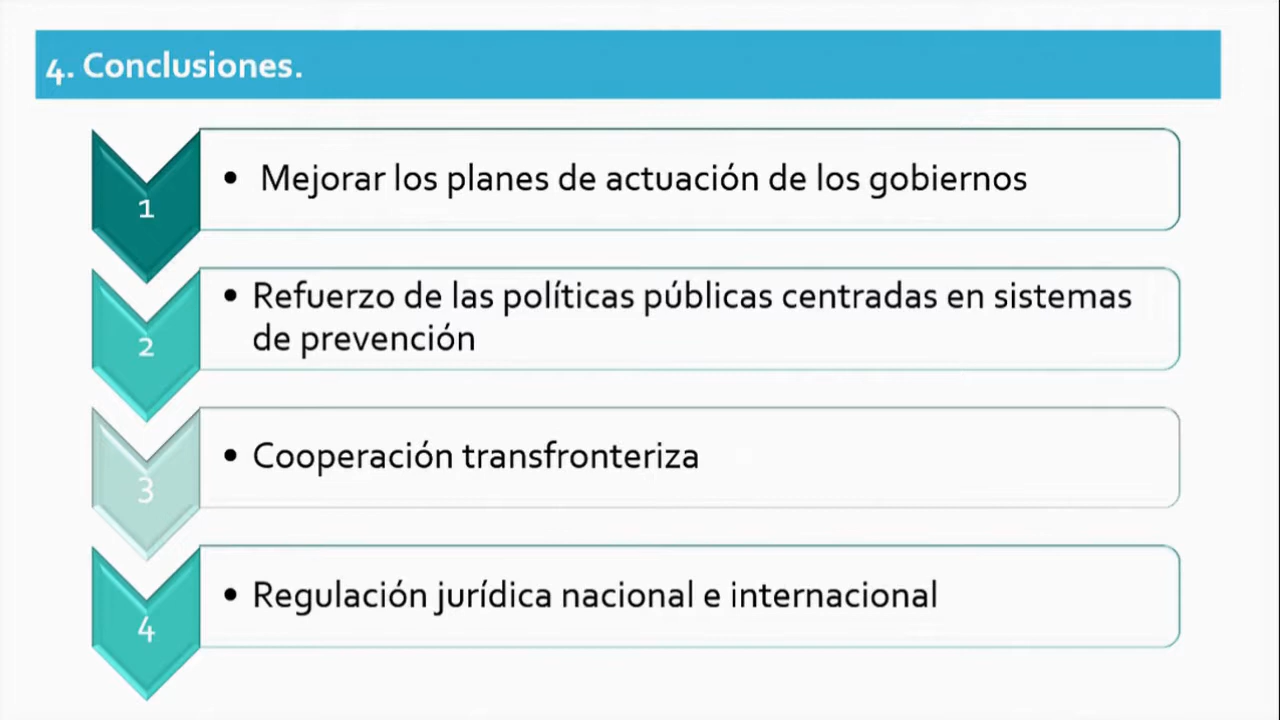 4. Conclusiones.
1
• Mejorar los planes de actuación de los gobiernos
2
• Refuerzo de las políticas públicas centradas en sistemas
de prevención
3
• Cooperación transfronteriza
4
• Regulación jurídica nacional e internacional